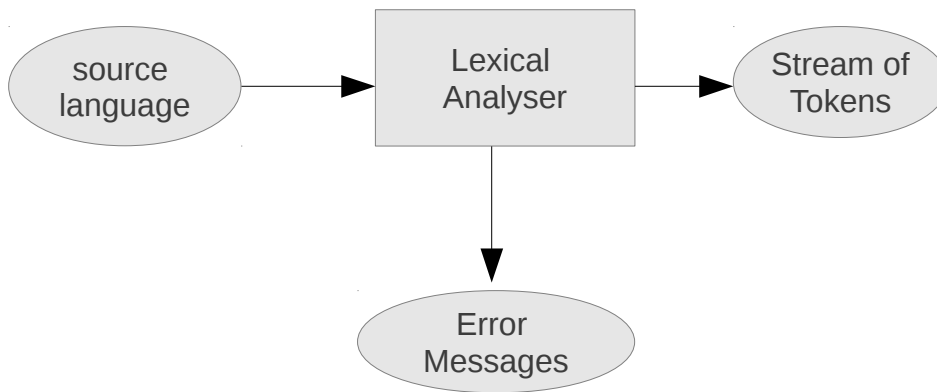 source
language
Lexical
Analyser
Stream of
Tokens
Error
Messages